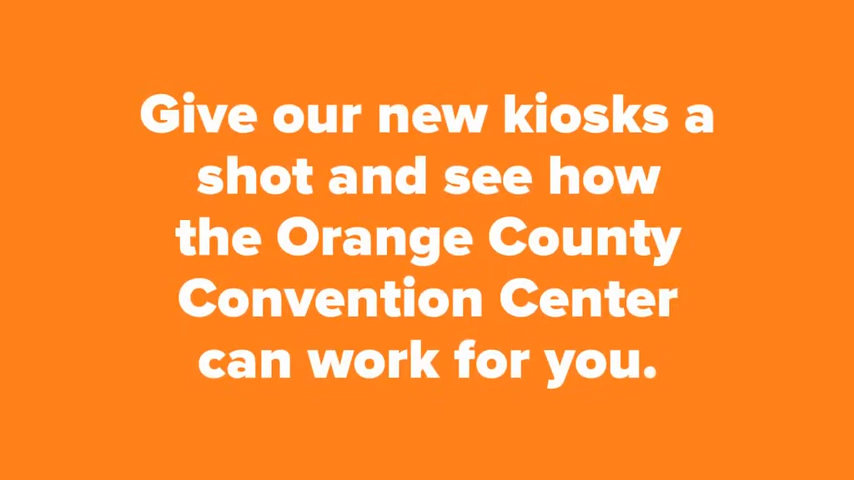 Give our new kiosks a
shot and see how
the Orange County
Convention Center
can work for you.